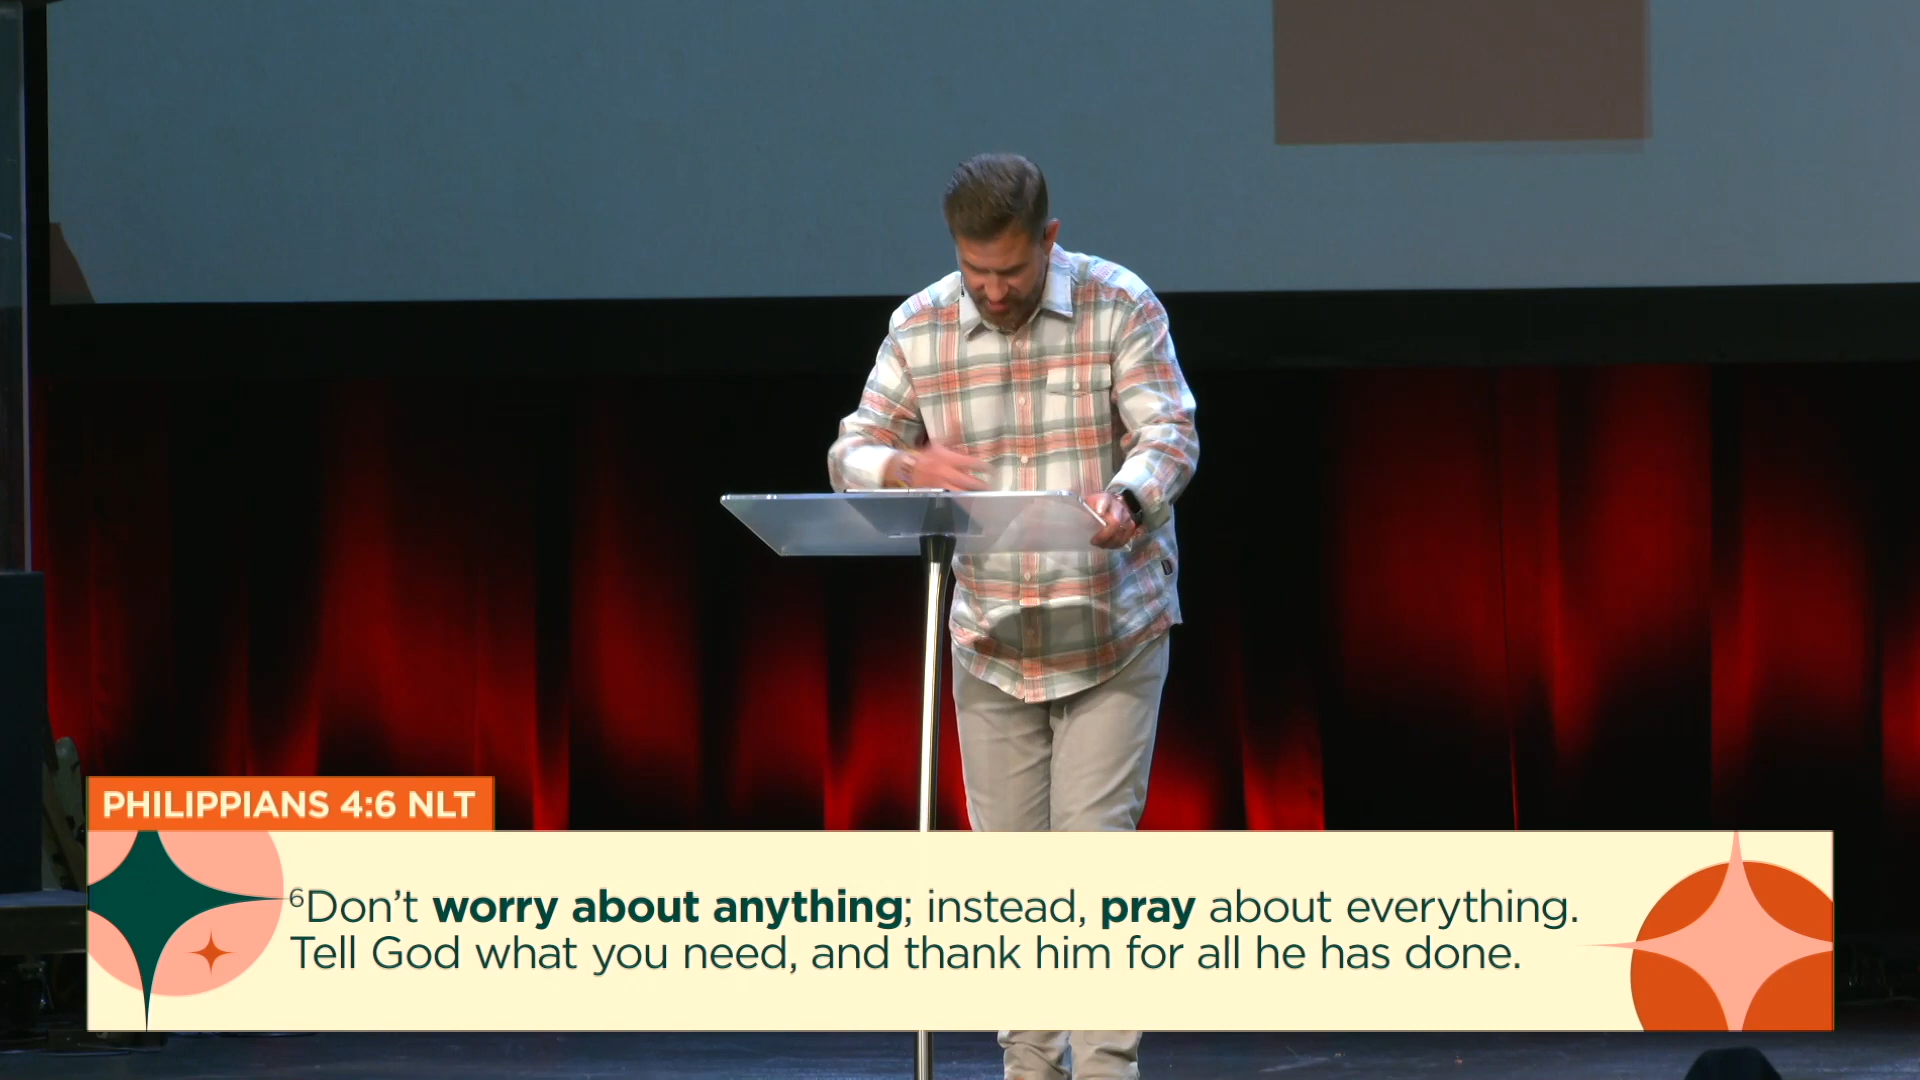 PHILIPPIANS 4:6 NLT
⁶Don’t worry about anything; instead, pray about everything.
Tell God what you need, and thank him for all he has done.